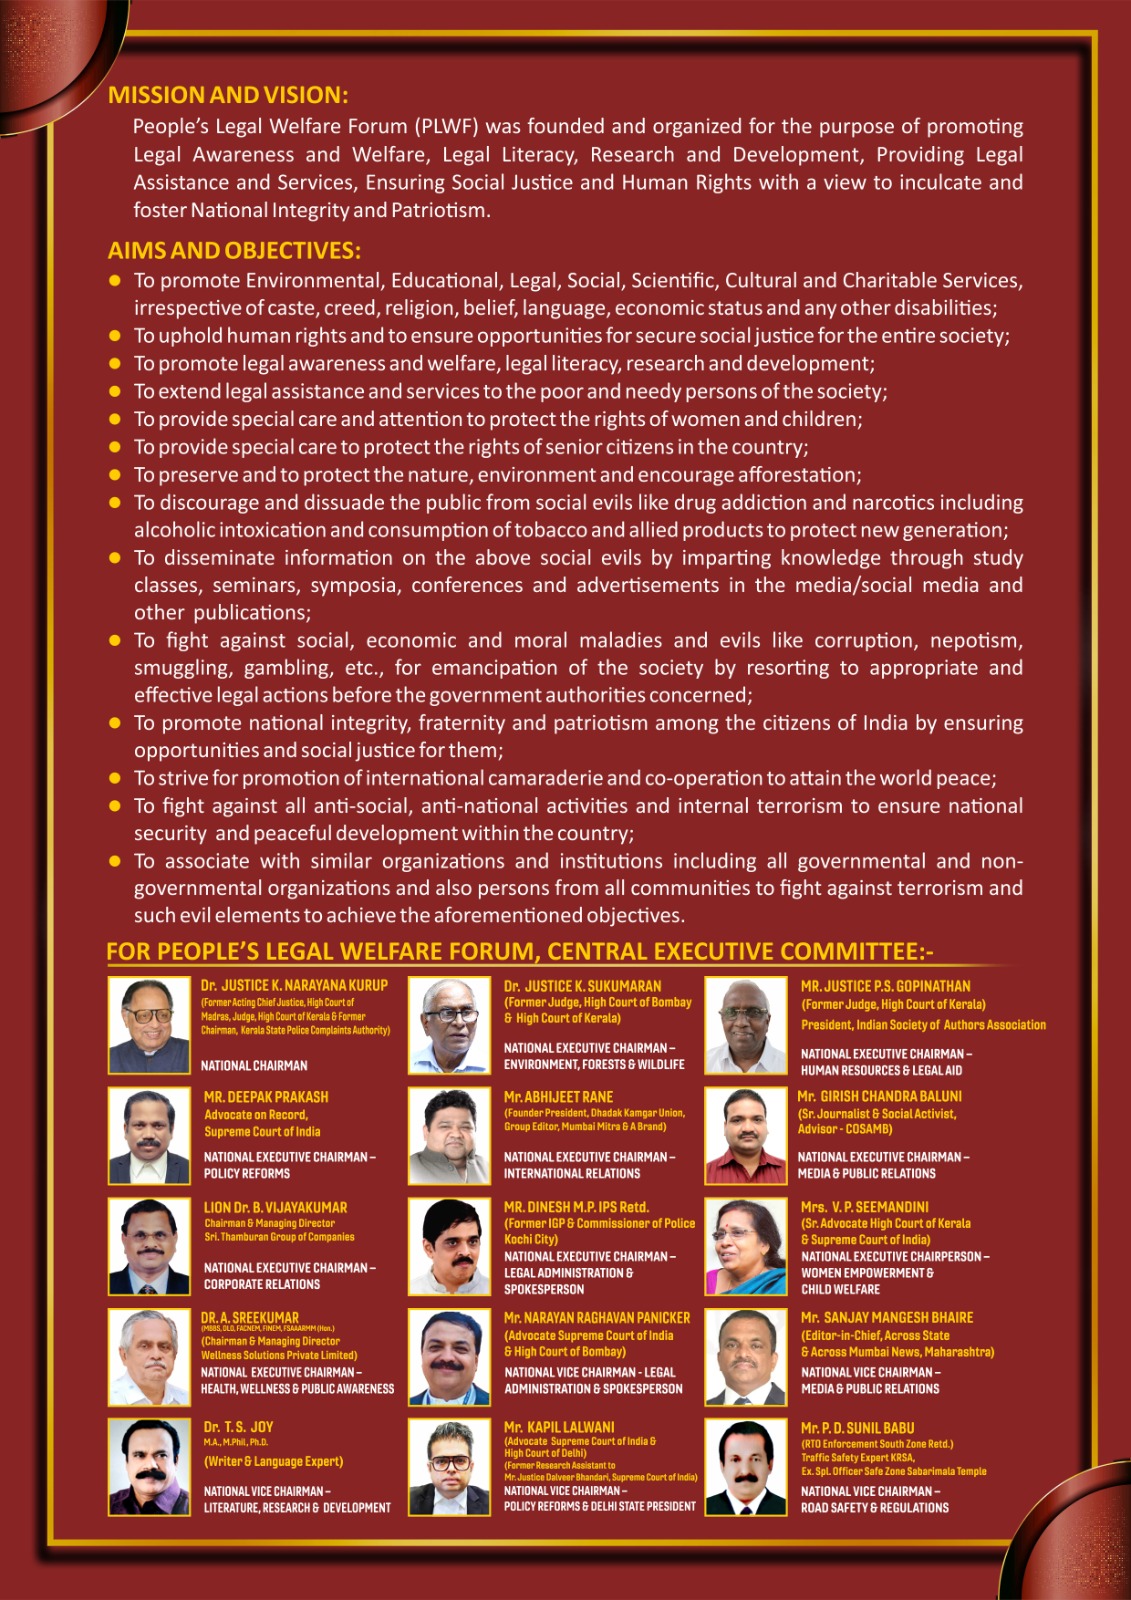 MISSION AND VISION:
People's Legal Welfare Forum (PLWF) was founded and organized for the purpose of promoting
Legal Awareness and Welfare, Legal Literacy, Research and Development, Providing Legal
Assistance and Services, Ensuring Social Justice and Human Rights with a view to inculcate and
foster National Integrity and Patriotism.
AIMS AND OBJECTIVES:
● To promote Environmental, Educational, Legal, Social, Scientific, Cultural and Charitable Services,
irrespective of caste, creed, religion, belief, language, economic status and any other disabilities;
● To uphold human rights and to ensure opportunities for secure social justice for the entire society;
● To promote legal awareness and welfare, legal literacy, research and development;
● To extend legal assistance and services to the poor and needy persons of the society;
● To provide special care and attention to protect the rights of women and children;
● To provide special care to protect the rights of senior citizens in the country;
● To preserve and to protect the nature, environment and encourage afforestation;
● To discourage and dissuade the public from social evils like drug addiction and narcotics including
alcoholic intoxication and consumption of tobacco and allied products to protect new generation;
● To disseminate information on the above social evils by imparting knowledge through study
classes, seminars, symposia, conferences and advertisements in the media/social media and
other publications;
● To fight against social, economic and moral maladies and evils like corruption, nepotism,
smuggling, gambling, etc., for emancipation of the society by resorting to appropriate and
effective legal actions before the government authorities concerned;
● To promote national integrity, fraternity and patriotism among the citizens of India by ensuring
opportunities and social justice for them;
● To strive for promotion of international camaraderie and co-operation to attain the world peace;
● To fight against all anti-social, anti-national activities and internal terrorism to ensure national
security and peaceful development within the country;
● To associate with similar organizations and institutions including all governmental and non-
governmental organizations and also persons from all communities to fight against terrorism and
such evil elements to achieve the aforementioned objectives.
FOR PEOPLE'S LEGAL WELFARE FORUM, CENTRAL EXECUTIVE COMMITTEE:-
Dr. JUSTICE K. NARAYANA KURUP
(Former Acting Chief Justice, High Court of
Madras, Judge, High Court of Kerala & Former
Chairman, Kerala State Police Complaints Authority)
NATIONAL CHAIRMAN
Dr. JUSTICE K. SUKUMARAN
(Former Judge, High Court of Bombay
& High Court of Kerala)
NATIONAL EXECUTIVE CHAIRMAN –
ENVIRONMENT, FORESTS & WILDLIFE
MR. JUSTICE P.S. GOPINATHAN
(Former Judge, High Court of Kerala)
President, Indian Society of Authors Association
NATIONAL EXECUTIVE CHAIRMAN –
HUMAN RESOURCES & LEGAL AID
MR. DEEPAK PRAKASH
Advocate on Record,
Supreme Court of India
NATIONAL EXECUTIVE CHAIRMAN –
POLICY REFORMS
Mr. ABHIJEET RANE
(Founder President, Dhadak Kamgar Union,
Group Editor, Mumbai Mitra & A Brand)
NATIONAL EXECUTIVE CHAIRMAN –
INTERNATIONAL RELATIONS
Mr. GIRISH CHANDRA BALUNI
(Sr. Journalist & Social Activist,
Advisor - COSAMB)
NATIONAL EXECUTIVE CHAIRMAN –
MEDIA & PUBLIC RELATIONS
LION Dr. B. VIJAYAKUMAR
Chairman & Managing Director
Sri. Thamburan Group of Companies
NATIONAL EXECUTIVE CHAIRMAN –
CORPORATE RELATIONS
MR. DINESH M.P. IPS Retd.
(Former IGP & Commissioner of Police
Kochi City)
NATIONAL EXECUTIVE CHAIRMAN –
LEGAL ADMINISTRATION &
SPOKESPERSON
Mrs. V. P. SEEMANDINI
(Sr. Advocate High Court of Kerala
& Supreme Court of India)
NATIONAL EXECUTIVE CHAIRPERSON –
WOMEN EMPOWERMENT &
CHILD WELFARE
DR. A. SREEKUMAR
(MBBS, DLO, FACNEM, FINEM, FSAAARMM (Hon.)
(Chairman & Managing Director
Wellness Solutions Private Limited)
NATIONAL EXECUTIVE CHAIRMAN –
HEALTH, WELLNESS & PUBLIC AWARENESS
Mr. NARAYAN RAGHAVAN PANICKER
(Advocate Supreme Court of India
& High Court of Bombay)
NATIONAL VICE CHAIRMAN - LEGAL
ADMINISTRATION & SPOKESPERSON
Mr. SANJAY MANGESH BHAIRE
(Editor-in-Chief, Across State
& Across Mumbai News, Maharashtra)
NATIONAL VICE CHAIRMAN –
MEDIA & PUBLIC RELATIONS
Dr. T. S. JOY
M.A., M.Phil., Ph.D.
(Writer & Language Expert)
NATIONAL VICE CHAIRMAN –
LITERATURE, RESEARCH & DEVELOPMENT
Mr. KAPIL LALWANI
(Advocate Supreme Court of India &
High Court of Delhi)
(Former Research Assistant to
Mr. Justice Dalveer Bhandari, Supreme Court of India)
NATIONAL VICE CHAIRMAN –
POLICY REFORMS & DELHI STATE PRESIDENT
Mr. P. D. SUNIL BABU
(RTO Enforcement South Zone Retd.)
Traffic Safety Expert KRSA,
Ex. Spl. Officer Safe Zone Sabarimala Temple
NATIONAL VICE CHAIRMAN –
ROAD SAFETY & REGULATIONS